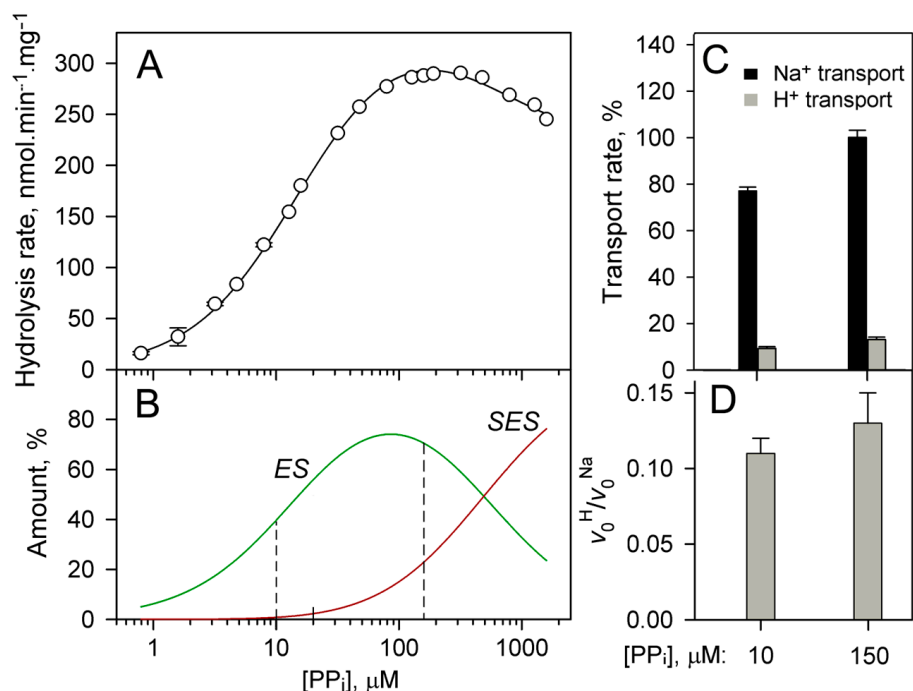 A
Hydrolysis rate, nmol.min⁻¹.mg⁻¹
300
250
200
150
100
50
0
B
Amount, %
80
60
40
20
0
ES
SES
1
10
100
1000
[PPᵢ], μM
C
Na⁺ transport
H⁺ transport
Transport rate, %
140
120
100
80
60
40
20
0
D
v₀ᴴ/v₀ᴺᵃ
0.15
0.10
0.05
0.00
[PPᵢ], μM: 10 150